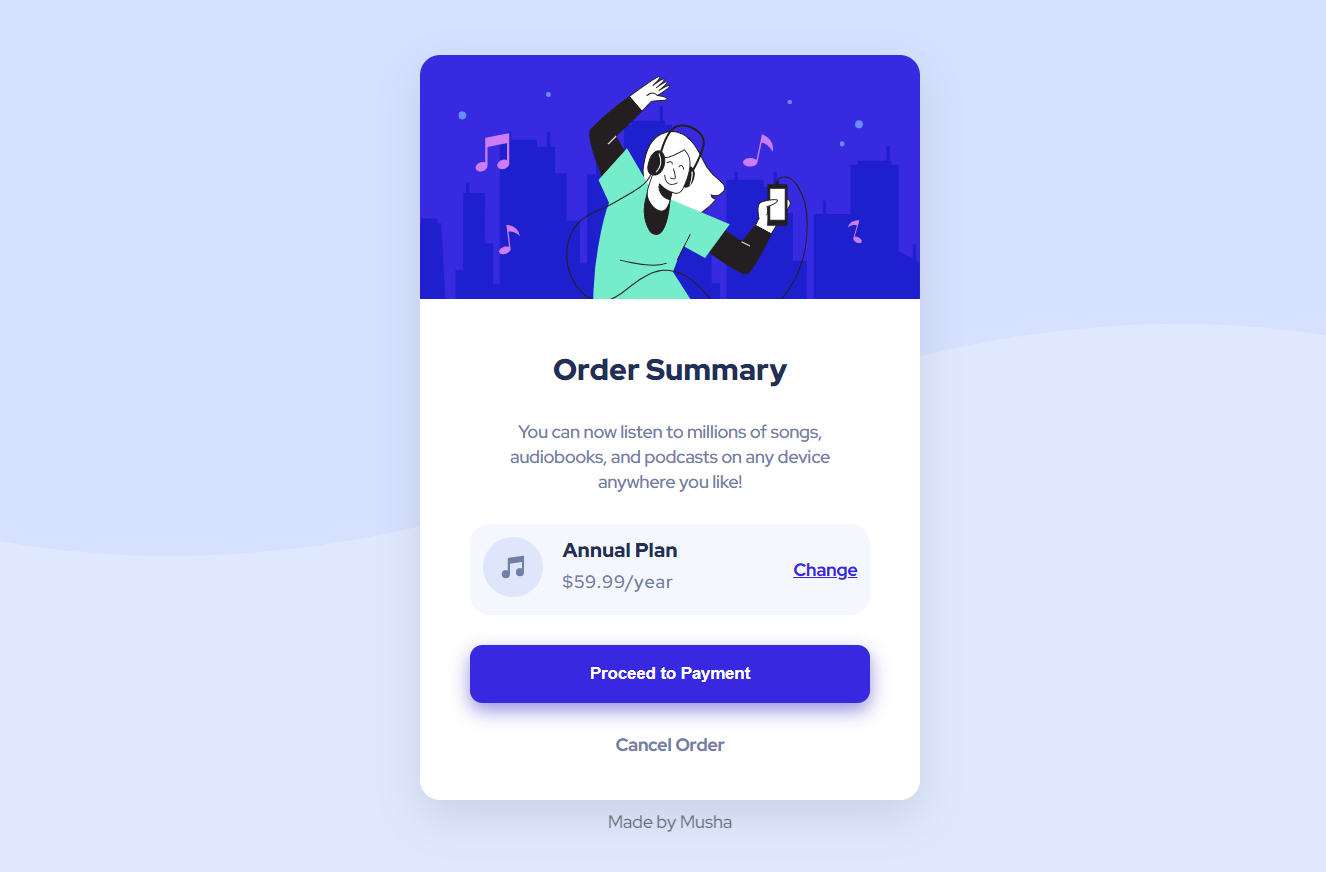 Order Summary
You can now listen to millions of songs,
audiobooks, and podcasts on any device
anywhere you like!
Annual Plan
$59.99/year
Change
Proceed to Payment
Cancel Order
Made by Musha